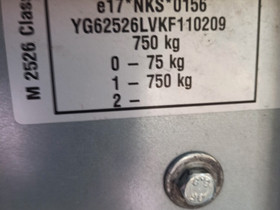 e17*NKS*0156
YG62526LVKF110209
750 kg
0 - 75 kg
1 - 750 kg
2 -
M 2526 Clas